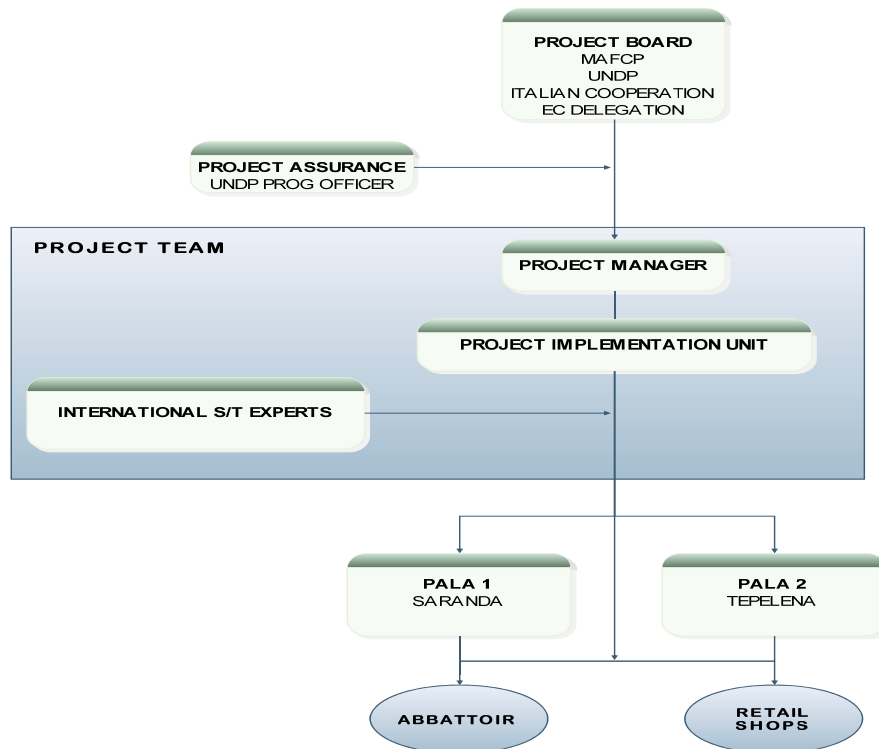 PROJECT BOARD
MAFCP
UNDP
ITALIAN COOPERATION
EC DELEGATION
PROJECT ASSURANCE
UNDP PROG OFFICER
PROJECT TEAM
PROJECT MANAGER
PROJECT IMPLEMENTATION UNIT
INTERNATIONAL S/T EXPERTS
PALA 1
SARANDA
PALA 2
TEPELENA
ABBATTOIR
RETAIL
SHOPS